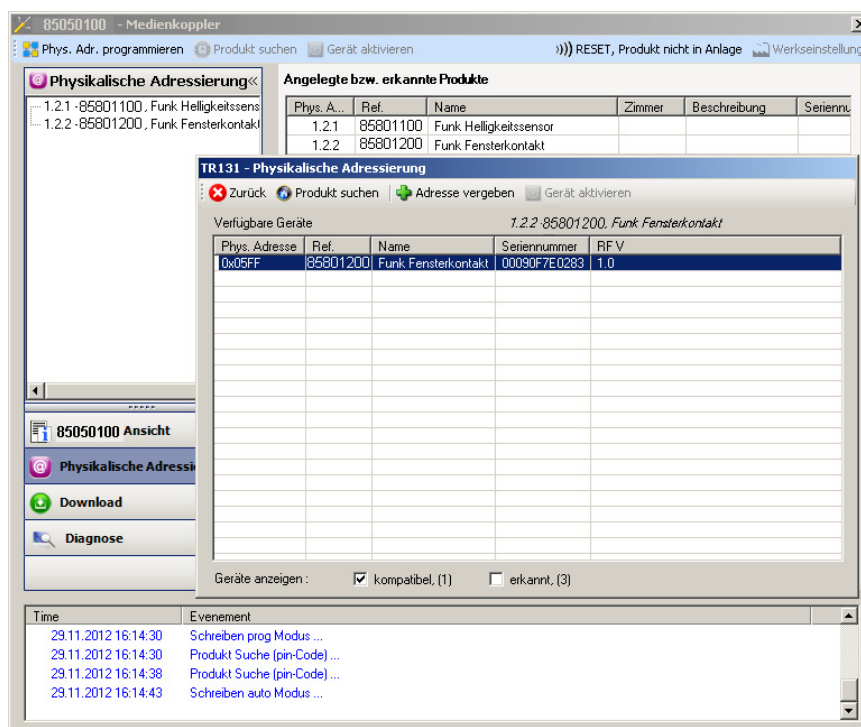 85050100 - Medienkoppler
Phys. Adr. programmieren Produkt suchen Gerät aktivieren ))) RESET, Produkt nicht in Anlage Werkseinstellung
Physikalische Adressierung«
1.2.1 -85801100, Funk Helligkeitssens
1.2.2 -85801200, Funk Fensterkontakt
Angelegte bzw. erkannte Produkte
Phys. A... Ref. Name Zimmer Beschreibung Seriennu
1.2.1 85801100 Funk Helligkeitssensor
1.2.2 85801200 Funk Fensterkontakt
TR131 - Physikalische Adressierung
Zurück Produkt suchen Adresse vergeben Gerät aktivieren
Verfügbare Geräte 1.2.2 -85801200, Funk Fensterkontakt
Phys. Adresse Ref. Name Seriennummer RF V
0x05FF 85801200 Funk Fensterkontakt 00090F7E0283 1.0
Geräte anzeigen : kompatibel, (1) erkannt, (3)
85050100 Ansicht
Physikalische Adressi
Download
Diagnose
Time Evenement
29.11.2012 16:14:30 Schreiben prog Modus ...
29.11.2012 16:14:30 Produkt Suche (pin-Code) ...
29.11.2012 16:14:38 Produkt Suche (pin-Code) ...
29.11.2012 16:14:43 Schreiben auto Modus ...